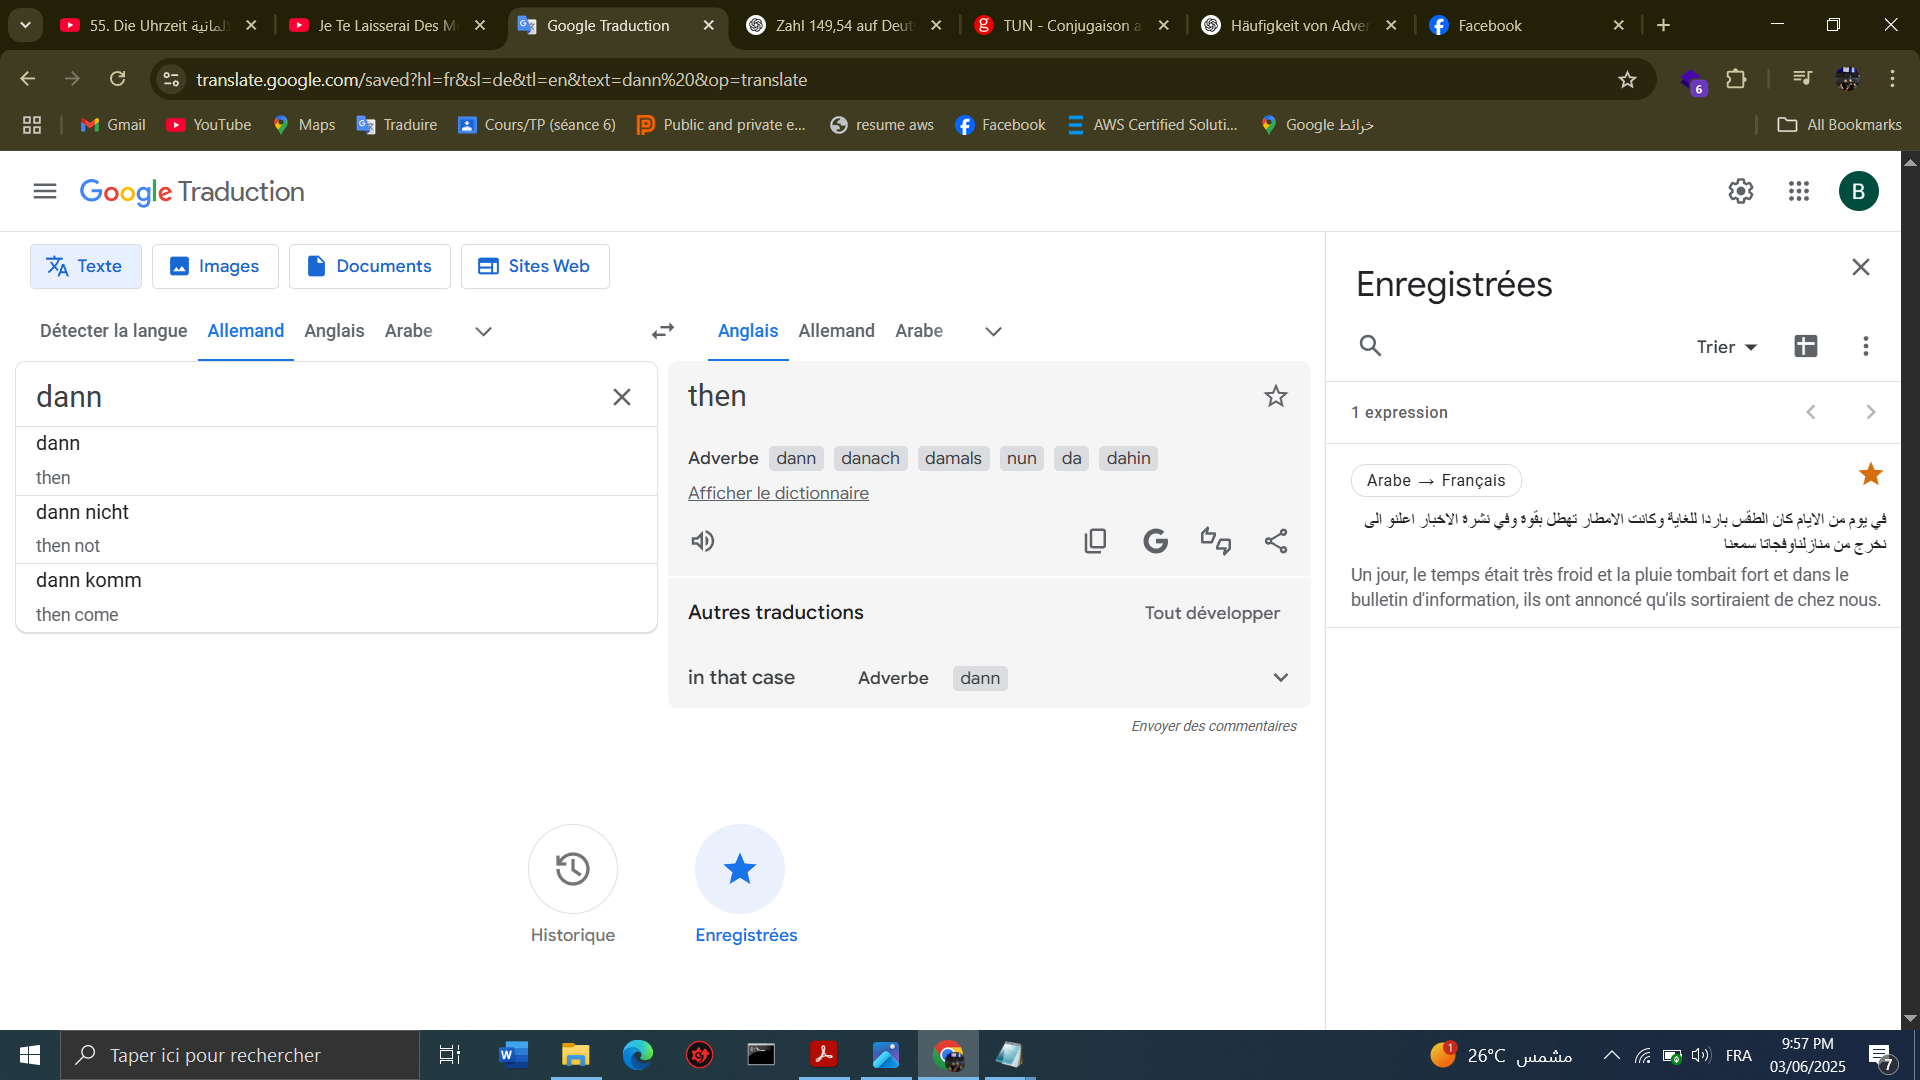 55. Die Uhrzeit
Je Te Laisserai Des M
Google Traduction
Zahl 149,54 auf Deut
TUN - Conjugaison a
Häufigkeit von Adver
Facebook
translate.google.com/saved?hl=fr&sl=de&tl=en&text=dann%20&op=translate
6
Gmail
YouTube
Maps
Traduire
Cours/TP (séance 6)
Public and private e...
resume aws
Facebook
AWS Certified Soluti...
خرائط Google
All Bookmarks
Google Traduction
B
Texte
Images
Documents
Sites Web
Détecter la langue
Allemand
Anglais
Arabe
Anglais
Allemand
Arabe
dann
dann
then
dann nicht
then not
dann komm
then come
then
Adverbe dann danach damals nun da dahin
Afficher le dictionnaire
Autres traductions
Tout développer
in that case Adverbe dann
Envoyer des commentaires
Historique
Enregistrées
Enregistrées
Trier
1 expression
Arabe → Français
في يوم من الايام كان الطقس باردا للغاية وكانت الامطار تهطل بقوة وفي نشرة الاخبار اعلنو الى
نخرج من منازلناوفجاتا سمعنا
Un jour, le temps était très froid et la pluie tombait fort et dans le
bulletin d'information, ils ont annoncé qu'ils sortiraient de chez nous.
Taper ici pour rechercher
1
26°C مشمس
FRA
9:57 PM
03/06/2025
7